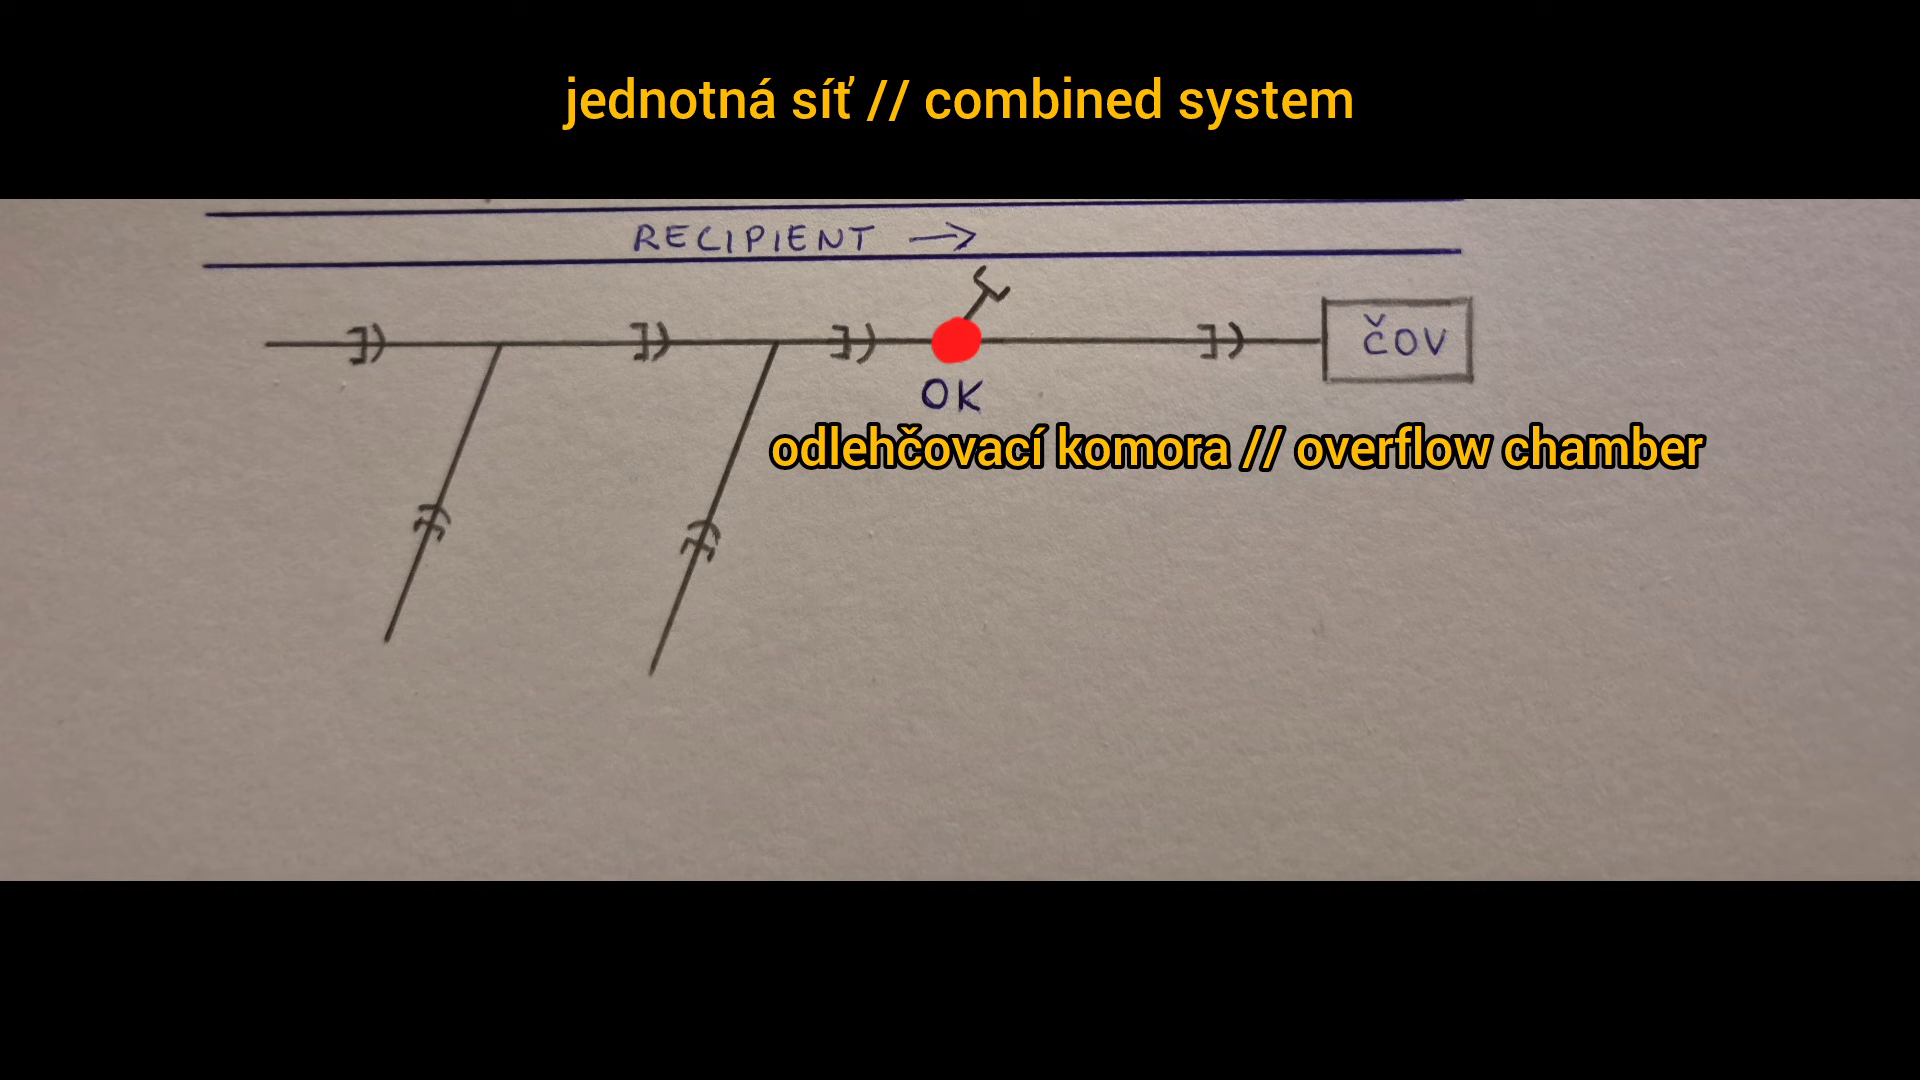 jednotná síť // combined system
RECIPIENT →
ČOV
OK
odlehčovací komora // overflow chamber